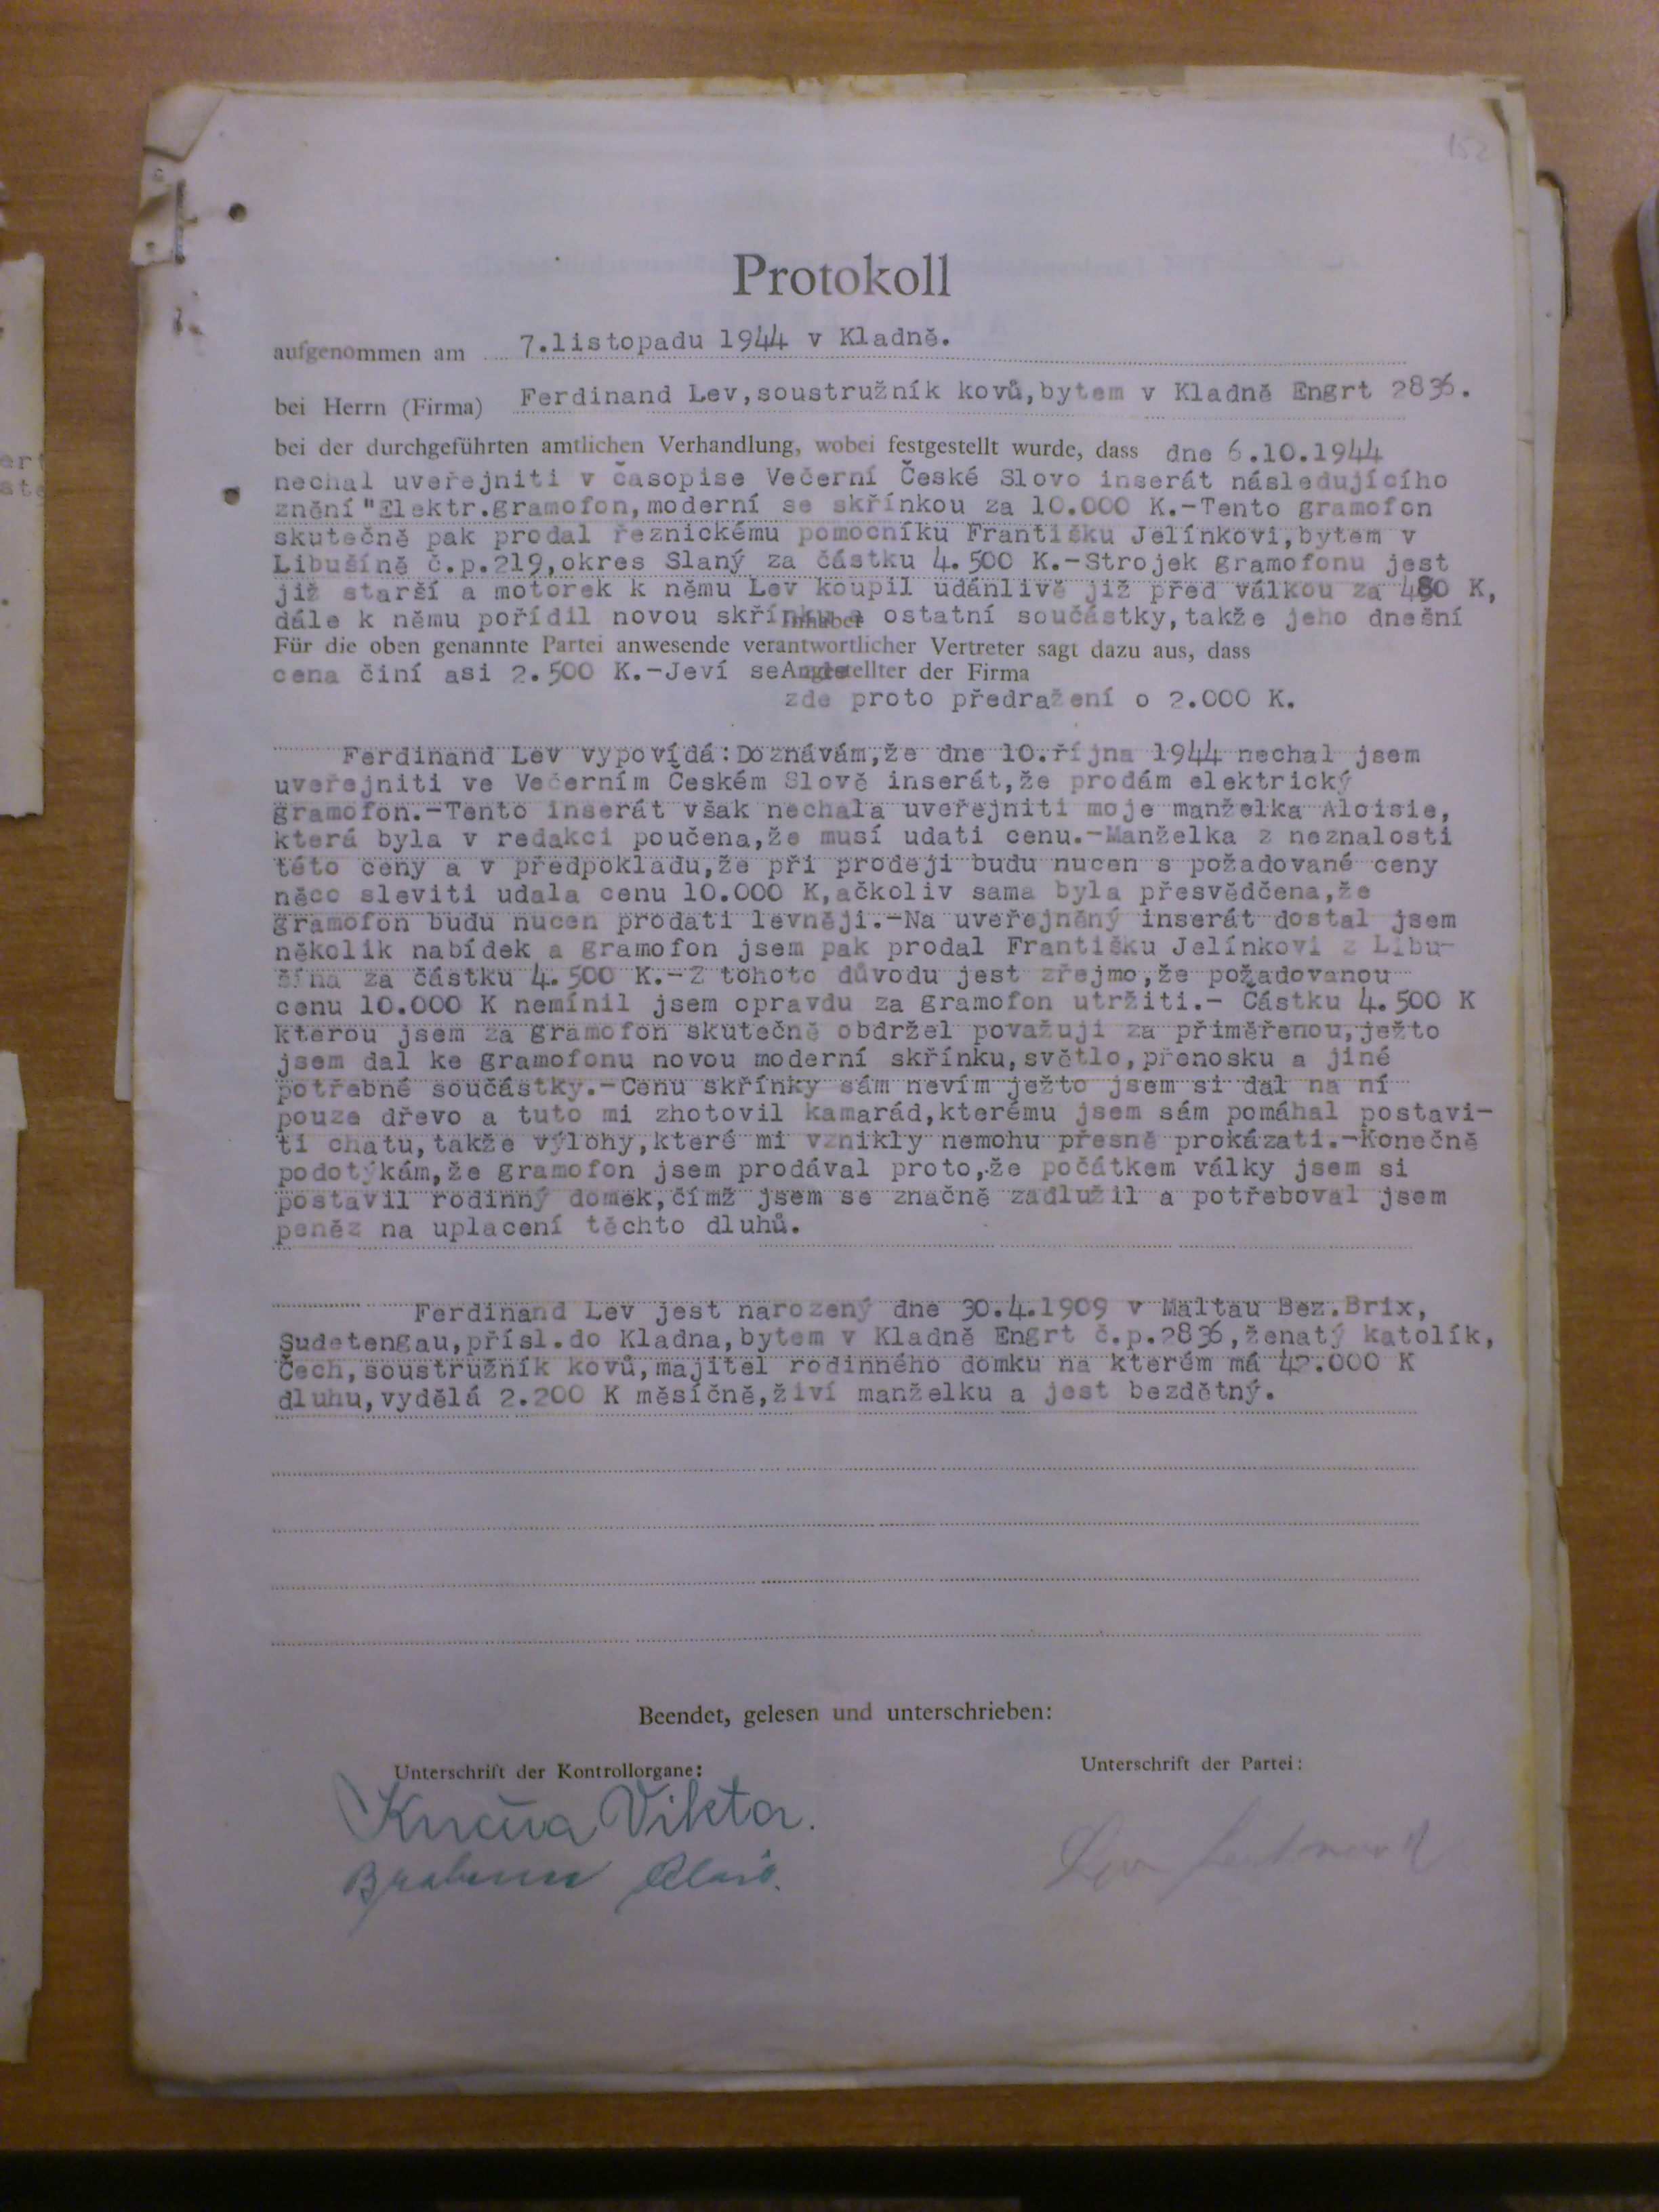 152
Protokoll
aufgenommen am 7.listopadu 1944 v Kladně.
bei Herrn (Firma) Ferdinand Lev,soustružník kovů,bytem v Kladně Engrt 2836.
bei der durchgeführten amtlichen Verhandlung, wobei festgestellt wurde, dass dne 6.10.1944
nechal uveřejniti v časopise Večerní České Slovo inserát následujícího
znění "Elektr.gramofon,moderní se skřínkou za 10.000 K.-Tento gramofon
skutečně pak prodal řeznickému pomocníku Františku Jelínkovi,bytem v
Libušíně č.p.219,okres Slaný za částku 4.500 K.-Strojek gramofonu jest
již starší a motorek k němu Lev koupil udánlivě již před válkou za 480 K,
dále k němu pořídil novou skřínku a ostatní součástky,takže jeho dnešní
Inhaber
Für die oben genannte Partei anwesende verantwortlicher Vertreter sagt dazu aus, dass
cena činí asi 2.500 K.-Jeví se Angestellter der Firma
zde proto předražení o 2.000 K.
Ferdinand Lev vypovídá:Doznávám,že dne 10.října 1944 nechal jsem
uveřejniti ve Večerním Českém Slově inserát,že prodám elektrický
gramofon.-Tento inserát však nechala uveřejniti moje manželka Aloisie,
která byla v redakci poučena,že musí udati cenu.-Manželka z neznalosti
této ceny a v předpokladu,že při prodeji budu nucen s požadované ceny
něco sleviti udala cenu 10.000 K,ačkoliv sama byla přesvědčena,že
gramofon budu nucen prodati levněji.-Na uveřejněný inserát dostal jsem
několik nabídek a gramofon jsem pak prodal Františku Jelínkovi z Libu-
šína za částku 4.500 K.-Z tohoto důvodu jest zřejmo,že požadovanou
cenu 10.000 K nemínil jsem opravdu za gramofon utržiti.- Částku 4.500 K
kterou jsem za gramofon skutečně obdržel považuji za přiměřenou,ježto
jsem dal ke gramofonu novou moderní skřínku,světlo,přenosku a jiné
potřebné součástky.-Cenu skřínky sám nevím ježto jsem si dal na ní
pouze dřevo a tuto mi zhotovil kamarád,kterému jsem sám pomáhal postavi-
ti chatu,takže výlohy,které mi vznikly nemohu přesně prokázati.-Konečně
podotýkám,že gramofon jsem prodával proto,že počátkem války jsem si
postavil rodinný domek,čímž jsem se značně zadlužil a potřeboval jsem
peněz na uplacení těchto dluhů.
Ferdinand Lev jest narozený dne 30.4.1909 v Maltau Bez.Brix,
Sudetengau,přísl.do Kladna,bytem v Kladně Engrt č.p.2836,ženatý katolík,
Čech,soustružník kovů,majitel rodinného domku na kterém má 42.000 K
dluhu,vydělá 2.200 K měsíčně,živí manželku a jest bezdětný.
Beendet, gelesen und unterschrieben:
Unterschrift der Kontrollorgane:
Unterschrift der Partei:
Viktor.
Lev